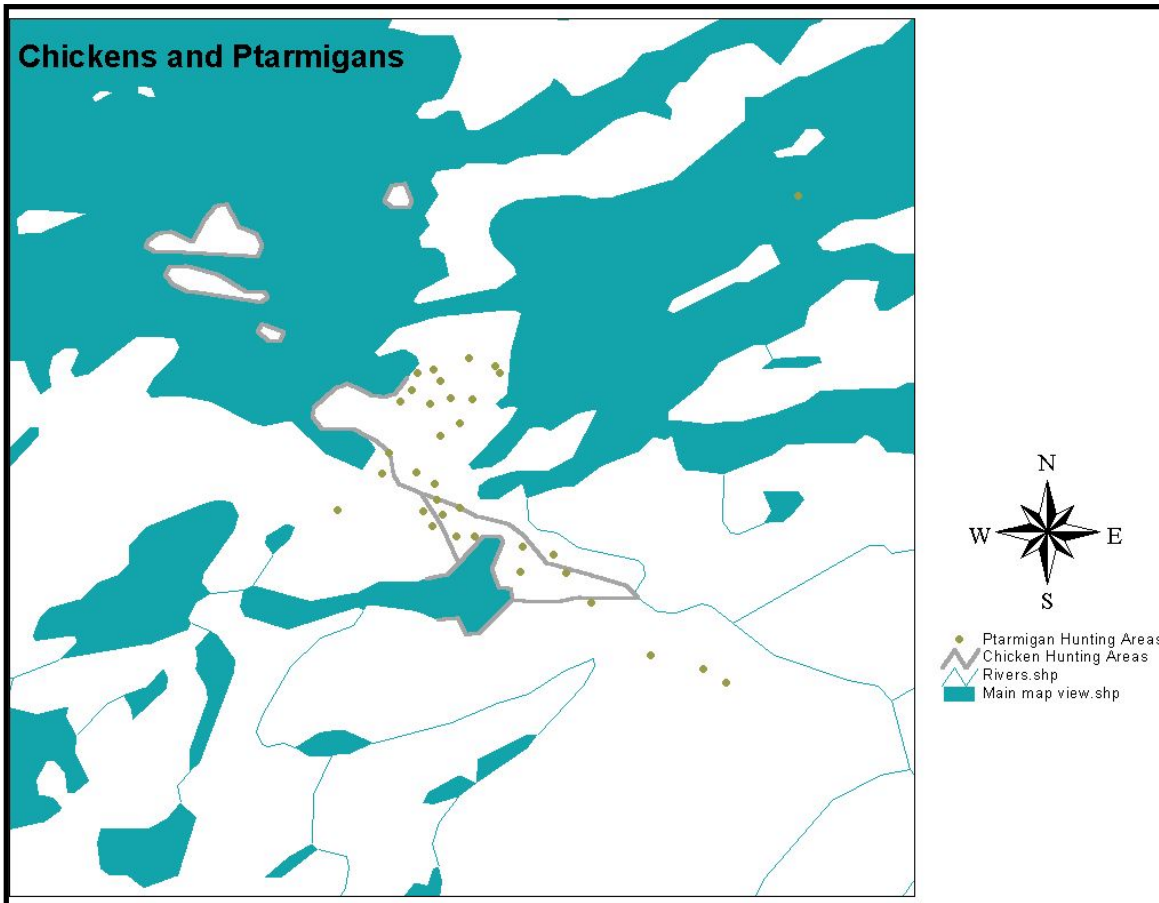 Chickens and Ptarmigans
N
W E
S
Ptarmigan Hunting Areas
Chicken Hunting Areas
Rivers.shp
Main map view.shp